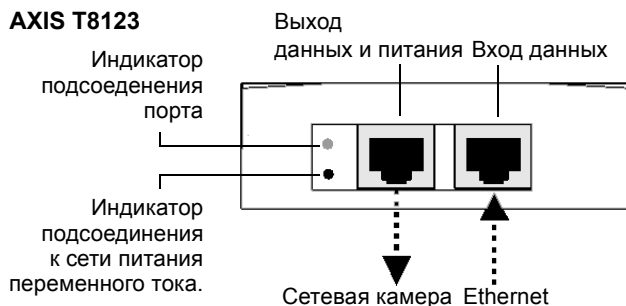 AXIS T8123
Выход
данных и питания
Вход данных
Индикатор
подсоеденения
порта
Индикатор
подсоединения
к сети питания
переменного тока.
Сетевая камера
Ethernet